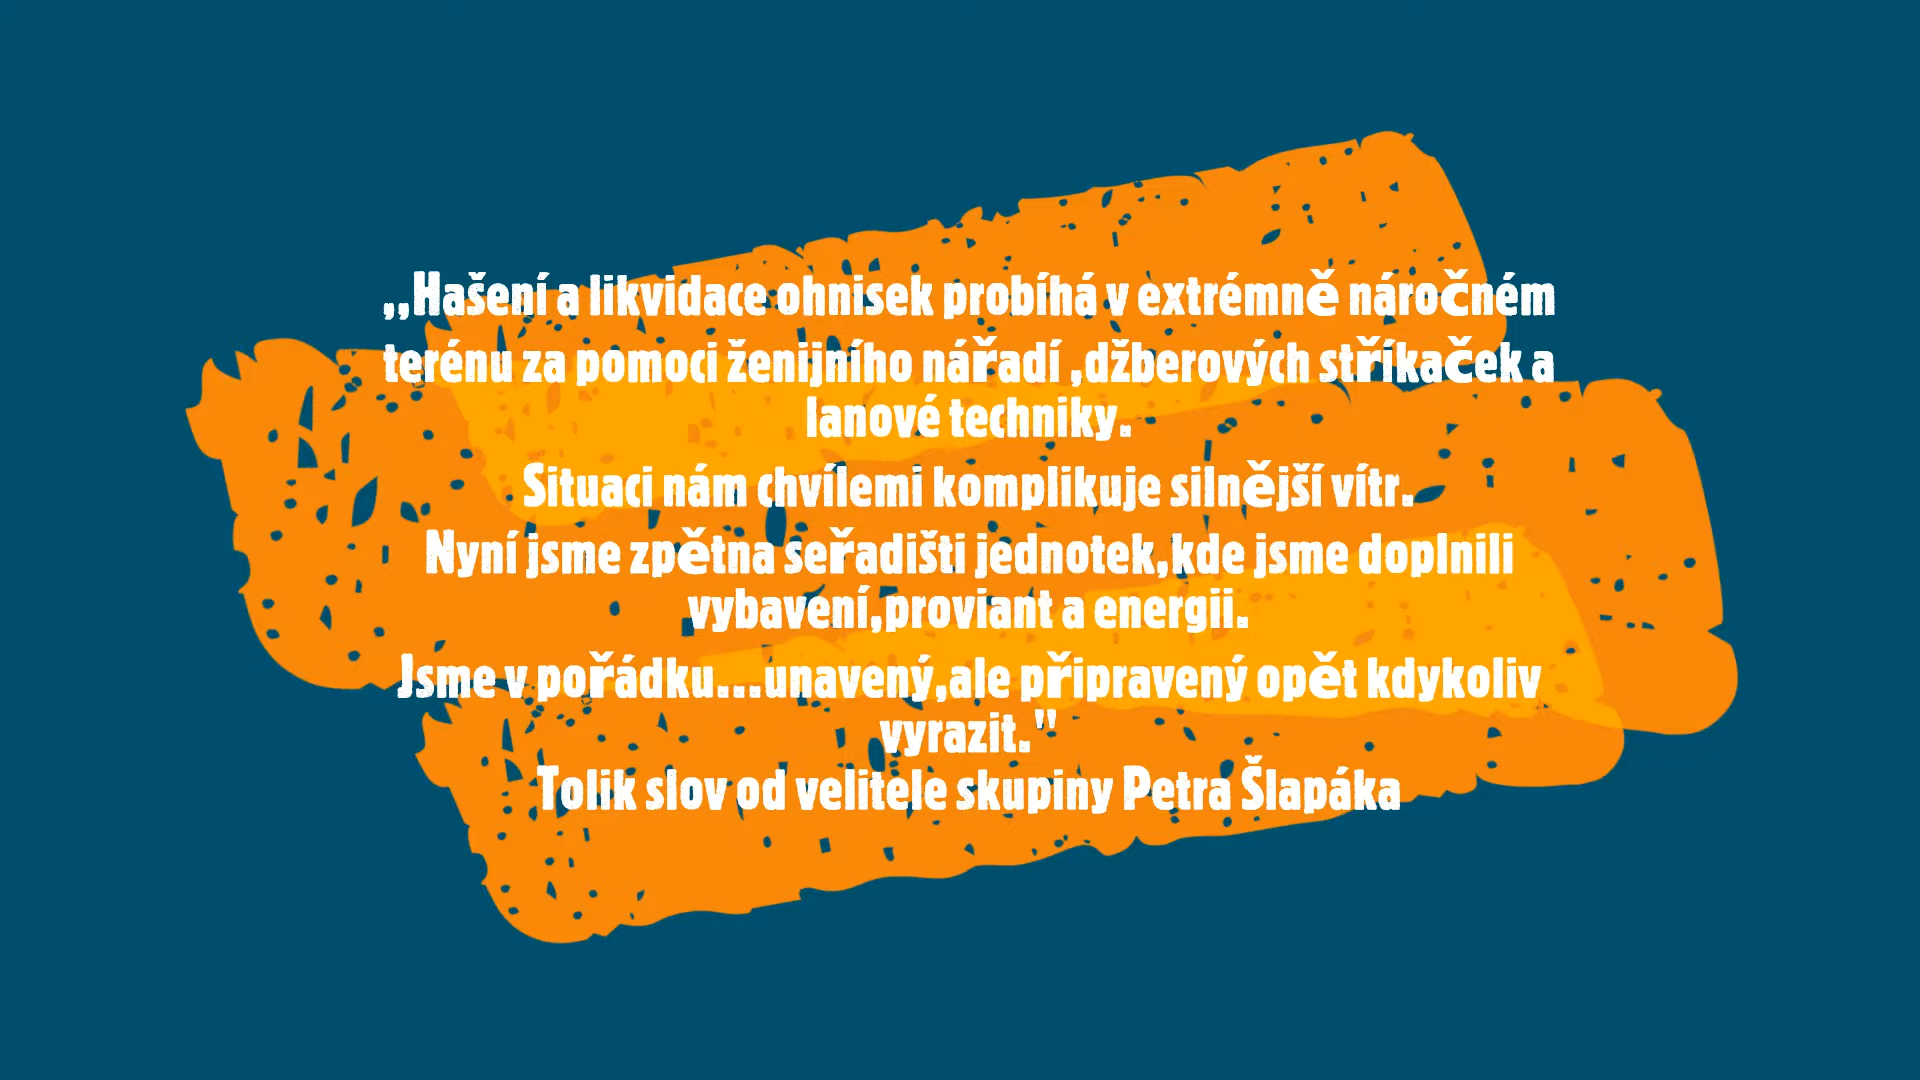 ,,Hašení a likvidace ohnisek probíhá v extrémně náročném
terénu za pomoci ženijního nářadí ,džberových stříkaček a
lanové techniky.
Situaci nám chvílemi komplikuje silnější vítr.
Nyní jsme zpětna seřadišti jednotek,kde jsme doplnili
vybavení,proviant a energii.
Jsme v pořádku...unavený,ale připravený opět kdykoliv
vyrazit."
Tolik slov od velitele skupiny Petra Šlapáka